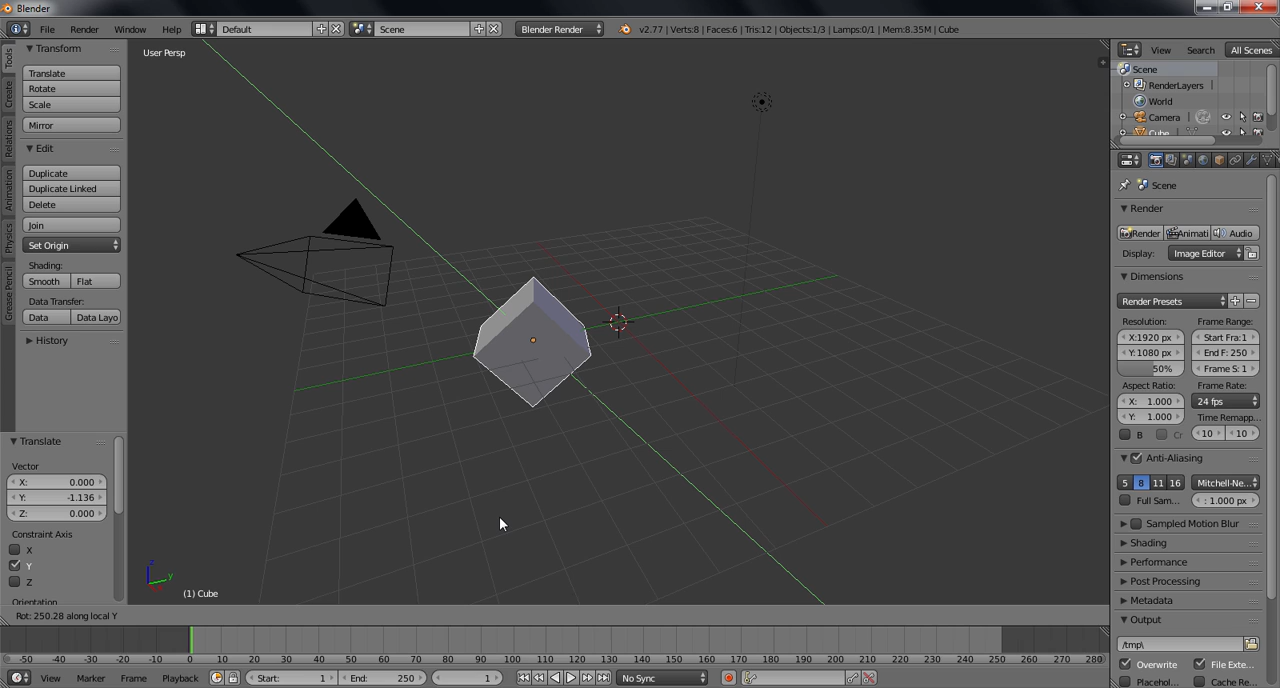 Blender
File Render Window Help Default Scene Blender Render v2.77 | Verts:8 | Faces:6 | Tris:12 | Objects:1/3 | Lamps:0/1 | Mem:8.35M | Cube
Tools
Create
Relations
Animation
Physics
Grease Pencil
Transform
Translate
Rotate
Scale
Mirror
Edit
Duplicate
Duplicate Linked
Delete
Join
Set Origin
Shading:
Smooth Flat
Data Transfer:
Data Data Layo
History
Translate
Vector
X: 0.000
Y: -1.136
Z: 0.000
Constraint Axis
X
Y
Z
Orientation
User Persp
z
y
(1) Cube
Rot: 250.28 along local Y
View Search All Scenes
Scene
RenderLayers
World
Camera
Cube
Scene
Render
Render Animati Audio
Display: Image Editor
Dimensions
Render Presets
Resolution: Frame Range:
X:1920 px Start Fra:1
Y:1080 px End F: 250
50% Frame S: 1
Aspect Ratio: Frame Rate:
X: 1.000 24 fps
Y: 1.000 Time Remapp...
B Cr 10 10
Anti-Aliasing
5 8 11 16 Mitchell-Ne...
Full Sam... : 1.000 px
Sampled Motion Blur
Shading
Performance
Post Processing
Metadata
Output
/tmp\
Overwrite File Exte...
Placehol... Cache Re...
-50 -40 -30 -20 -10 0 10 20 30 40 50 60 70 80 90 100 110 120 130 140 150 160 170 180 190 200 210 220 230 240 250 260 270 280
View Marker Frame Playback Start: 1 End: 250 1 No Sync